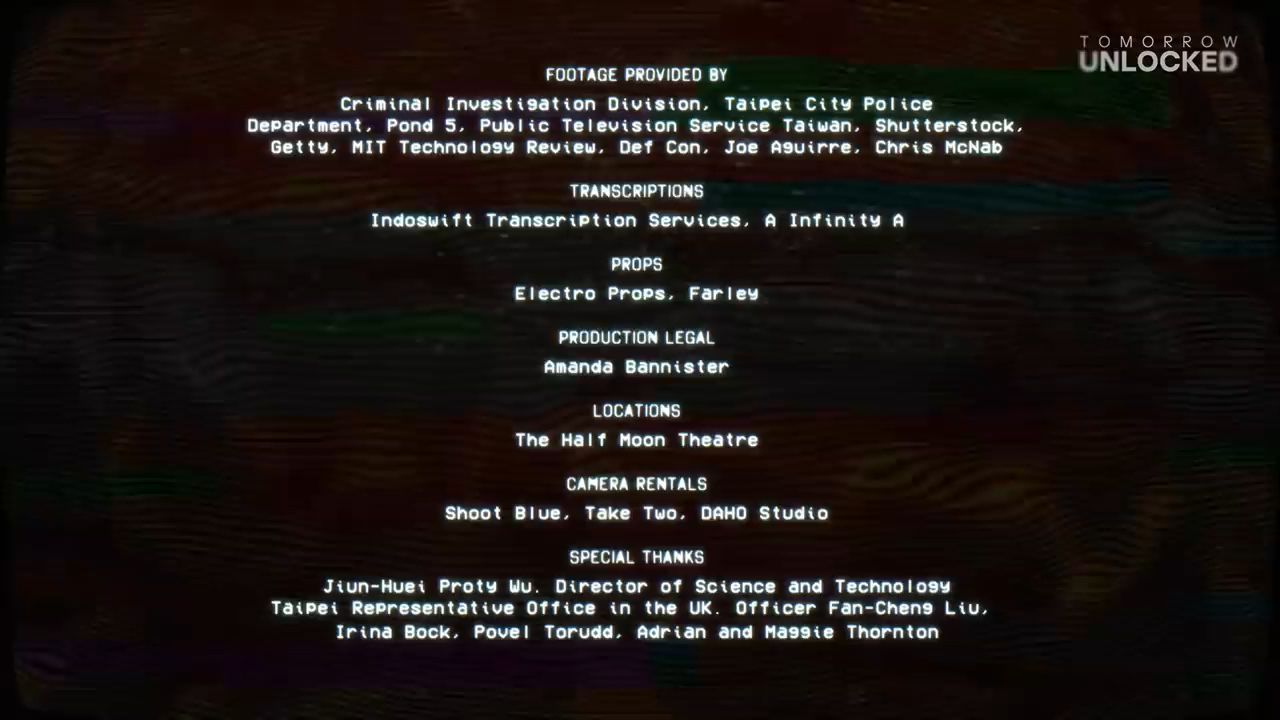 TOMORROW
UNLOCKED
FOOTAGE PROVIDED BY
Criminal Investigation Division, Taipei City Police
Department, Pond 5, Public Television Service Taiwan, Shutterstock,
Getty, MIT Technology Review, Def Con, Joe Aguirre, Chris McNab
TRANSCRIPTIONS
Indoswift Transcription Services, A Infinity A
PROPS
Electro Props, Farley
PRODUCTION LEGAL
Amanda Bannister
LOCATIONS
The Half Moon Theatre
CAMERA RENTALS
Shoot Blue, Take Two, DAHO Studio
SPECIAL THANKS
Jiun-Huei Proty Wu. Director of Science and Technology
Taipei Representative Office in the UK. Officer Fan-Cheng Liu,
Irina Bock, Povel Torudd, Adrian and Maggie Thornton